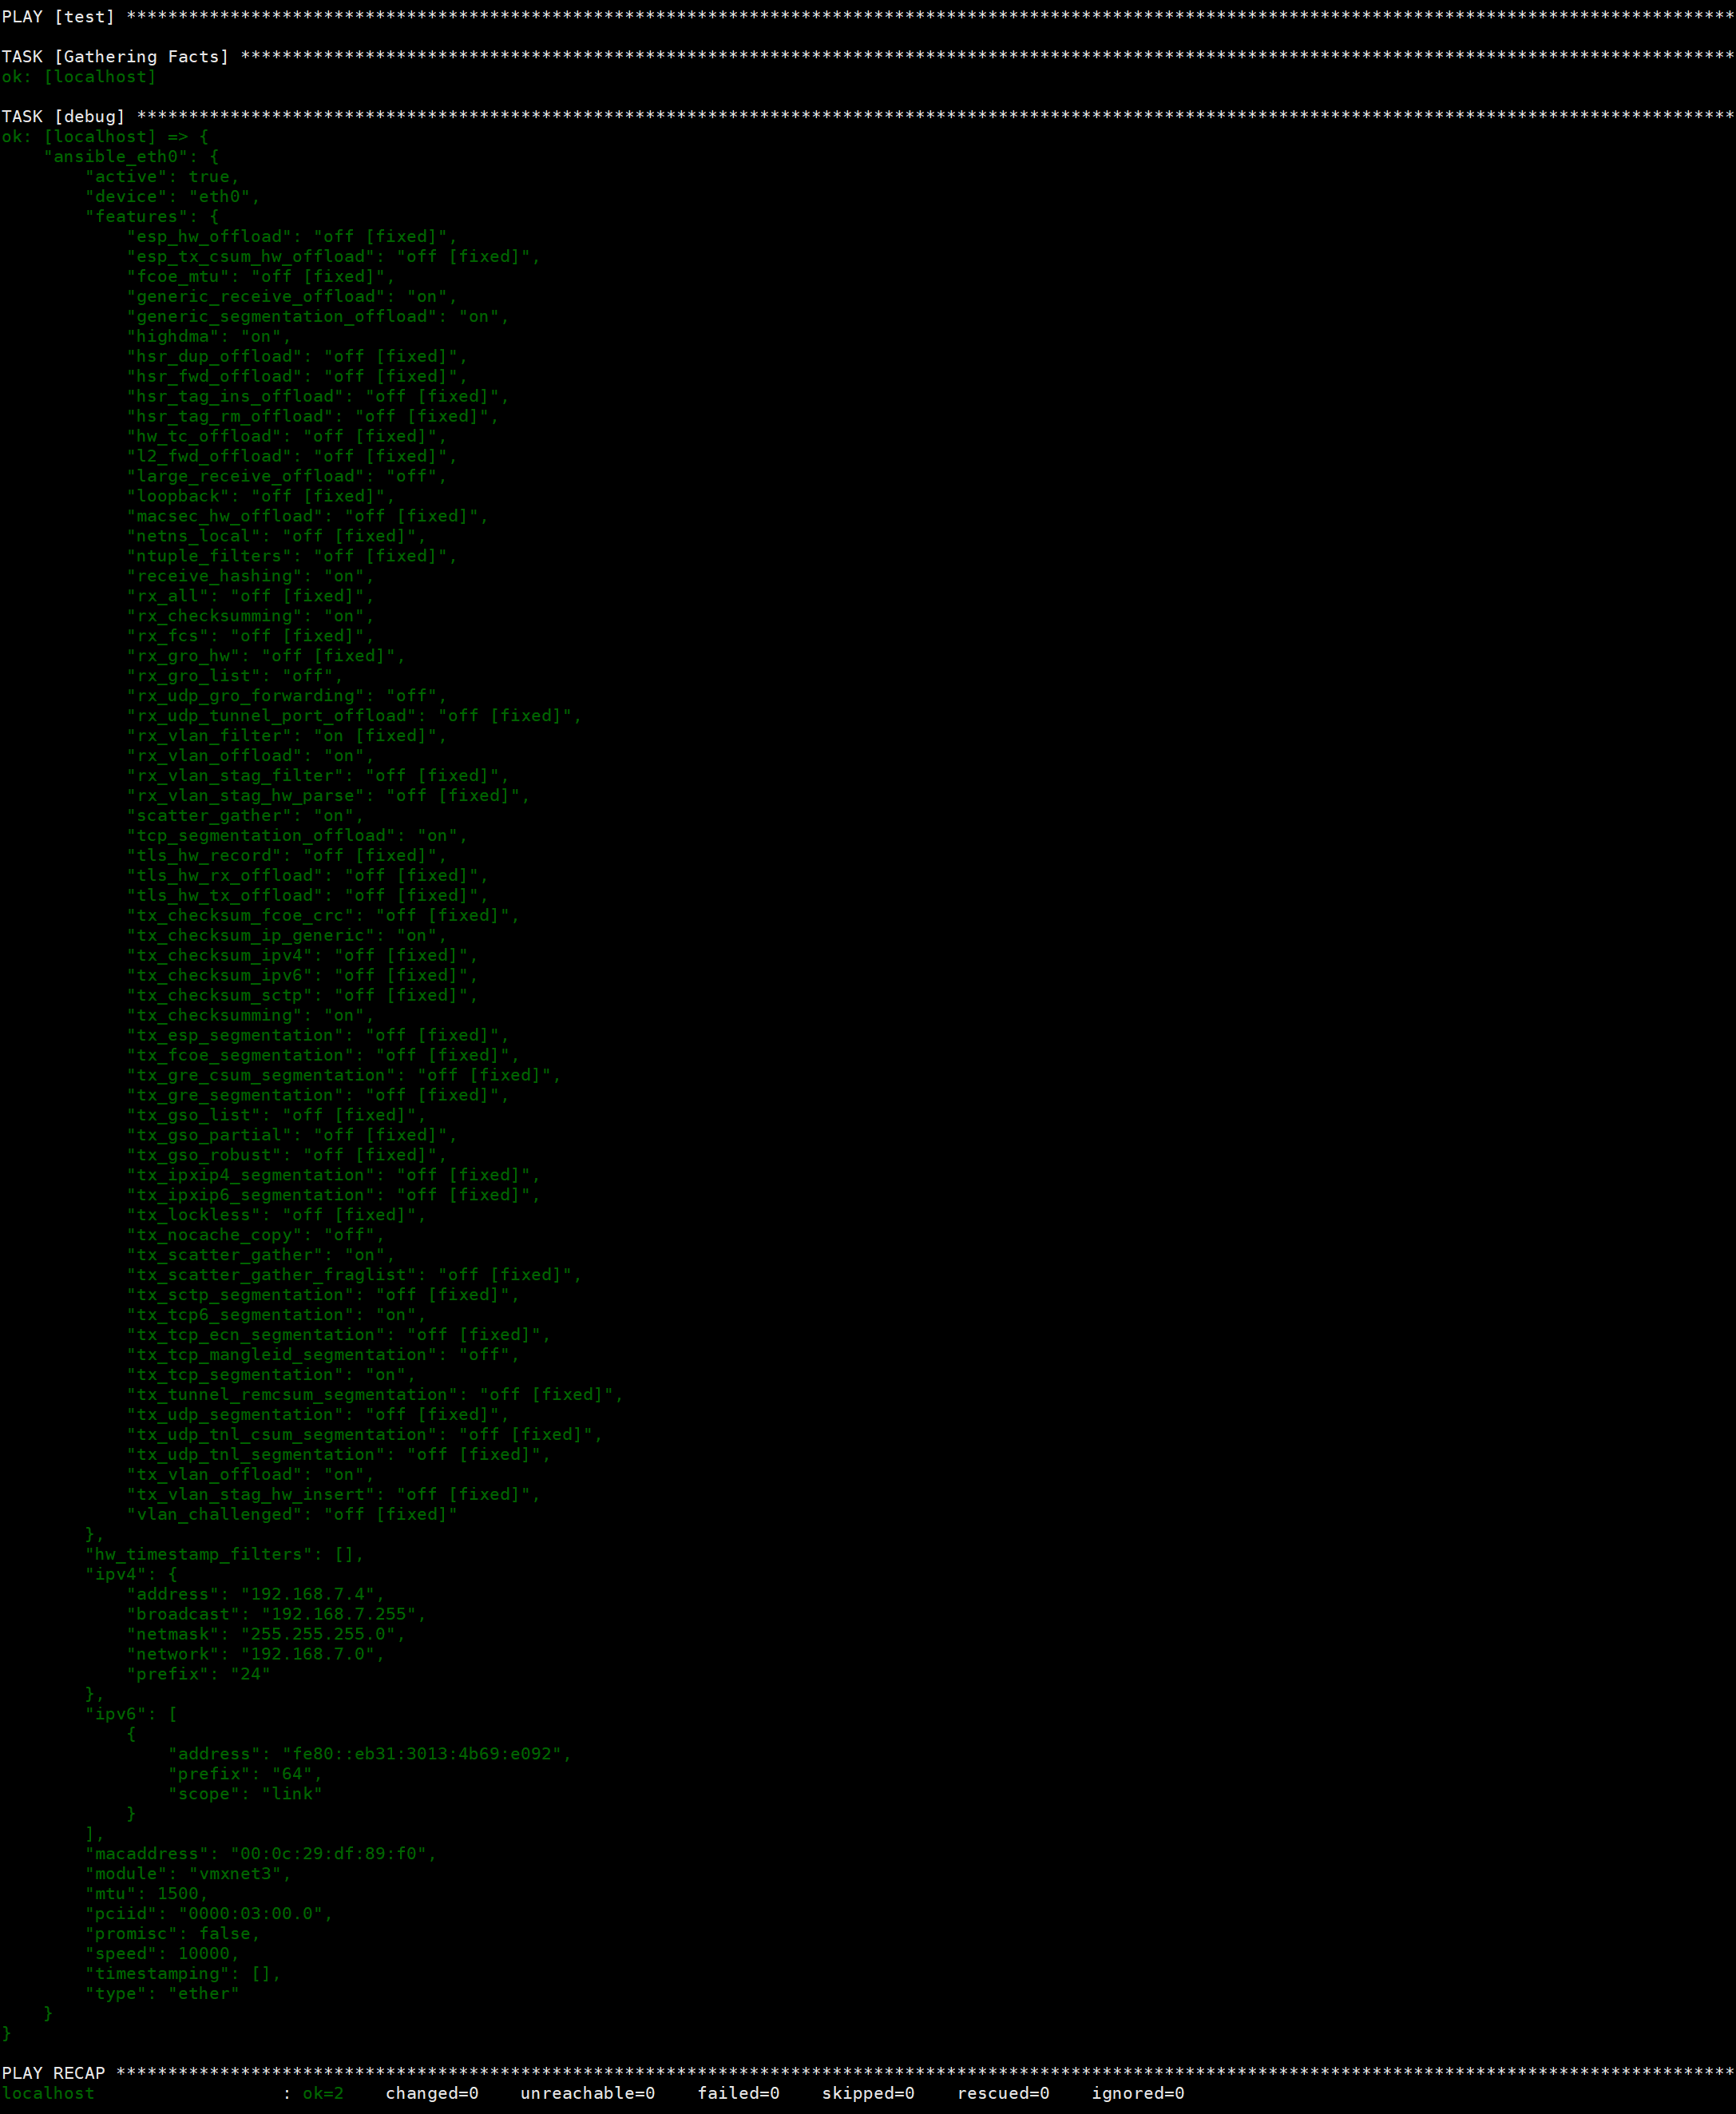 PLAY [test] ***********************************************************************************************************************************************************
TASK [Gathering Facts] ************************************************************************************************************************************************
ok: [localhost]
TASK [debug] **********************************************************************************************************************************************************
ok: [localhost] => {
    "ansible_eth0": {
        "active": true,
        "device": "eth0",
        "features": {
            "esp_hw_offload": "off [fixed]",
            "esp_tx_csum_hw_offload": "off [fixed]",
            "fcoe_mtu": "off [fixed]",
            "generic_receive_offload": "on",
            "generic_segmentation_offload": "on",
            "highdma": "on",
            "hsr_dup_offload": "off [fixed]",
            "hsr_fwd_offload": "off [fixed]",
            "hsr_tag_ins_offload": "off [fixed]",
            "hsr_tag_rm_offload": "off [fixed]",
            "hw_tc_offload": "off [fixed]",
            "l2_fwd_offload": "off [fixed]",
            "large_receive_offload": "off",
            "loopback": "off [fixed]",
            "macsec_hw_offload": "off [fixed]",
            "netns_local": "off [fixed]",
            "ntuple_filters": "off [fixed]",
            "receive_hashing": "on",
            "rx_all": "off [fixed]",
            "rx_checksumming": "on",
            "rx_fcs": "off [fixed]",
            "rx_gro_hw": "off [fixed]",
            "rx_gro_list": "off",
            "rx_udp_gro_forwarding": "off",
            "rx_udp_tunnel_port_offload": "off [fixed]",
            "rx_vlan_filter": "on [fixed]",
            "rx_vlan_offload": "on",
            "rx_vlan_stag_filter": "off [fixed]",
            "rx_vlan_stag_hw_parse": "off [fixed]",
            "scatter_gather": "on",
            "tcp_segmentation_offload": "on",
            "tls_hw_record": "off [fixed]",
            "tls_hw_rx_offload": "off [fixed]",
            "tls_hw_tx_offload": "off [fixed]",
            "tx_checksum_fcoe_crc": "off [fixed]",
            "tx_checksum_ip_generic": "on",
            "tx_checksum_ipv4": "off [fixed]",
            "tx_checksum_ipv6": "off [fixed]",
            "tx_checksum_sctp": "off [fixed]",
            "tx_checksumming": "on",
            "tx_esp_segmentation": "off [fixed]",
            "tx_fcoe_segmentation": "off [fixed]",
            "tx_gre_csum_segmentation": "off [fixed]",
            "tx_gre_segmentation": "off [fixed]",
            "tx_gso_list": "off [fixed]",
            "tx_gso_partial": "off [fixed]",
            "tx_gso_robust": "off [fixed]",
            "tx_ipxip4_segmentation": "off [fixed]",
            "tx_ipxip6_segmentation": "off [fixed]",
            "tx_lockless": "off [fixed]",
            "tx_nocache_copy": "off",
            "tx_scatter_gather": "on",
            "tx_scatter_gather_fraglist": "off [fixed]",
            "tx_sctp_segmentation": "off [fixed]",
            "tx_tcp6_segmentation": "on",
            "tx_tcp_ecn_segmentation": "off [fixed]",
            "tx_tcp_mangleid_segmentation": "off",
            "tx_tcp_segmentation": "on",
            "tx_tunnel_remcsum_segmentation": "off [fixed]",
            "tx_udp_segmentation": "off [fixed]",
            "tx_udp_tnl_csum_segmentation": "off [fixed]",
            "tx_udp_tnl_segmentation": "off [fixed]",
            "tx_vlan_offload": "on",
            "tx_vlan_stag_hw_insert": "off [fixed]",
            "vlan_challenged": "off [fixed]"
        },
        "hw_timestamp_filters": [],
        "ipv4": {
            "address": "192.168.7.4",
            "broadcast": "192.168.7.255",
            "netmask": "255.255.255.0",
            "network": "192.168.7.0",
            "prefix": "24"
        },
        "ipv6": [
            {
                "address": "fe80::eb31:3013:4b69:e092",
                "prefix": "64",
                "scope": "link"
            }
        ],
        "macaddress": "00:0c:29:df:89:f0",
        "module": "vmxnet3",
        "mtu": 1500,
        "pciid": "0000:03:00.0",
        "promisc": false,
        "speed": 10000,
        "timestamping": [],
        "type": "ether"
    }
}
PLAY RECAP ************************************************************************************************************************************************************
localhost                  : ok=2    changed=0    unreachable=0    failed=0    skipped=0    rescued=0    ignored=0